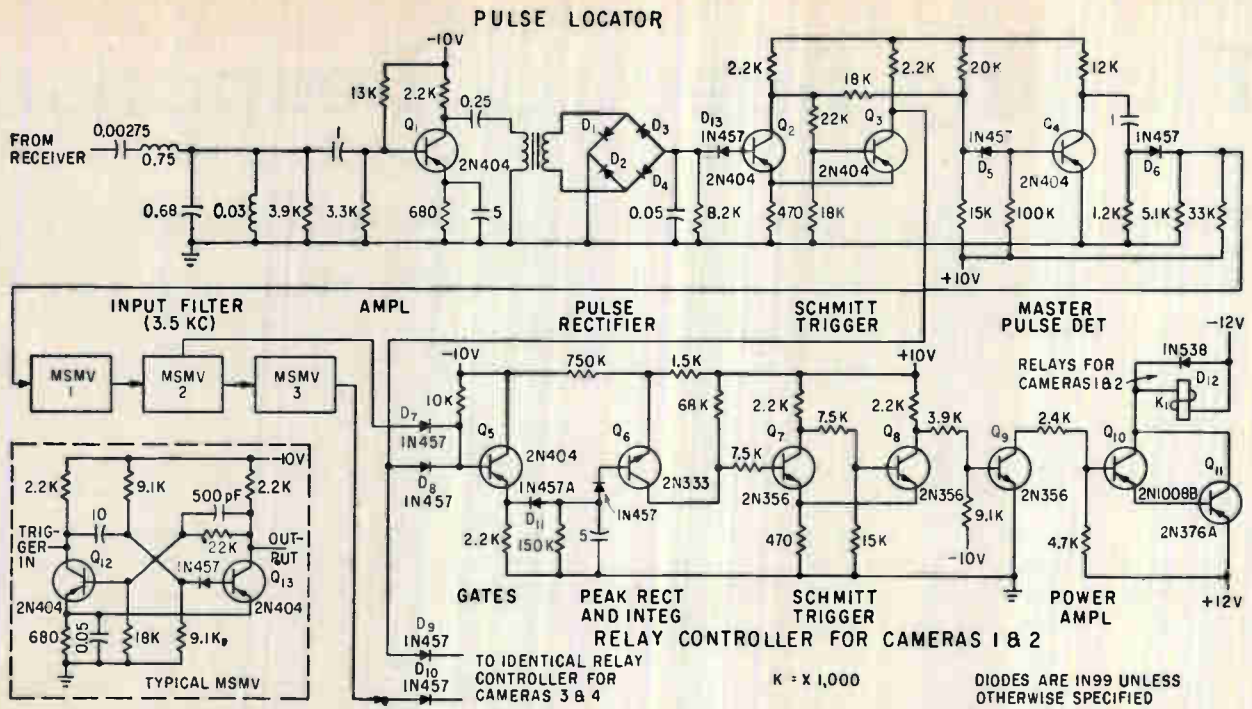 PULSE LOCATOR
-10V
2.2K
2.2K
20K
12K
13K
2.2K
0.25
18K
FROM
RECEIVER
0.00275
0.75
Q1
2N404
D1
D3
D2
D4
D13
1N457
Q2
22K
Q3
1N457
D5
Q4
1
1N457
D6
2N404
2N404
2N404
0.68
0.03
3.9K
1
3.3K
680
5
0.05
8.2K
470
18K
15K
100K
1.2K
5.1K
33K
+10V
INPUT FILTER
(3.5 KC)
AMPL
PULSE
RECTIFIER
SCHMITT
TRIGGER
MASTER
PULSE DET
-12V
MSMV
1
MSMV
2
MSMV
3
-10V
750K
1.5K
+10V
RELAYS FOR
CAMERAS 1 & 2
1N538
D12
K1
10K
68K
2.2K
7.5K
2.2K
3.9K
2.4K
D7
1N457
Q5
2N404
Q6
7.5K
Q7
Q8
Q9
Q10
Q11
D8
1N457
1N457A
D11
2N333
1N457
2N356
2N356
2N356
2N1008B
2N376A
2.2K
150K
5
470
15K
9.1K
-10V
4.7K
+12V
-10V
2.2K
9.1K
500 pF
2.2K
10
22K
TRIG-
GER
IN
Q12
1N457
OUT-
PUT
Q13
2N404
2N404
680
0.05
18K
9.1K
TYPICAL MSMV
GATES
PEAK RECT
AND INTEG
SCHMITT
TRIGGER
POWER
AMPL
RELAY CONTROLLER FOR CAMERAS 1 & 2
D9
1N457
D10
1N457
TO IDENTICAL RELAY
CONTROLLER FOR
CAMERAS 3 & 4
K = X 1,000
DIODES ARE 1N99 UNLESS
OTHERWISE SPECIFIED